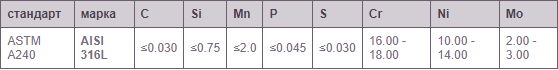 стандарт марка C Si Mn P S Cr Ni Mo
ASTM A240 AISI 316L ≤0.030 ≤0.75 ≤2.0 ≤0.045 ≤0.030 16.00 - 18.00 10.00 - 14.00 2.00 - 3.00